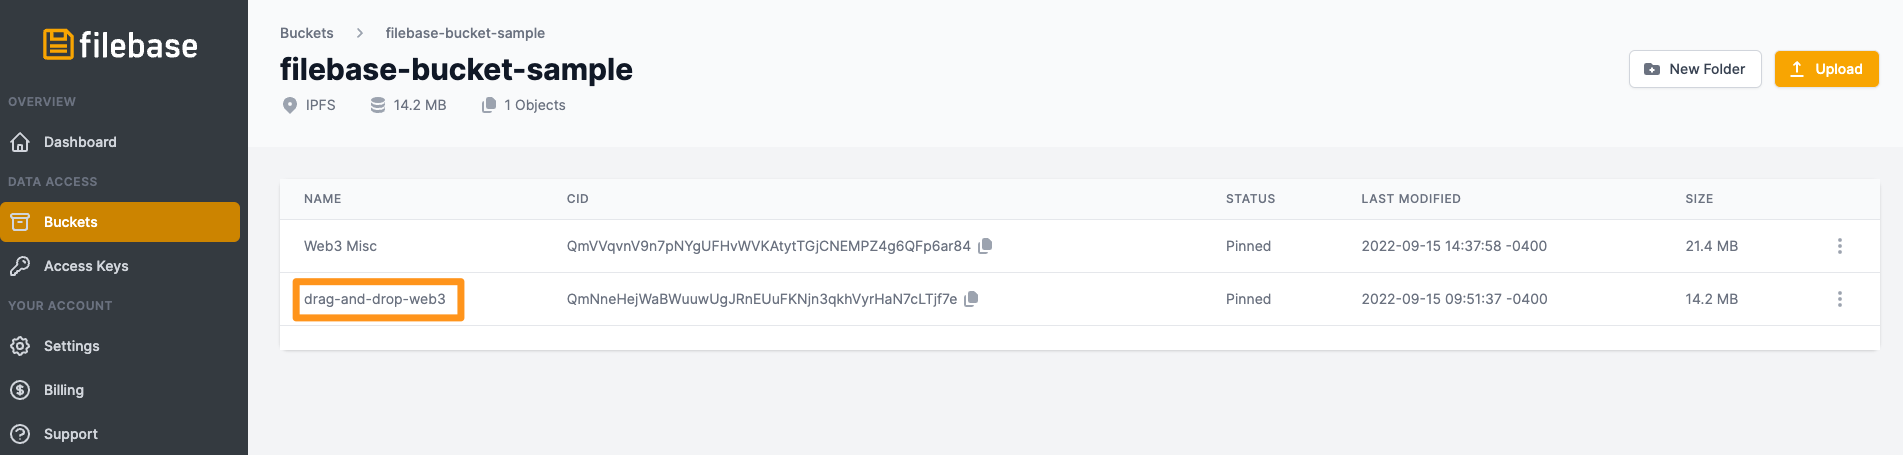 filebase
OVERVIEW
Dashboard
DATA ACCESS
Buckets
Access Keys
YOUR ACCOUNT
Settings
Billing
Support
Buckets > filebase-bucket-sample
filebase-bucket-sample
IPFS 14.2 MB 1 Objects
New Folder Upload
NAME CID STATUS LAST MODIFIED SIZE
Web3 Misc QmVVqvnV9n7pNYgUFHvWVKAtytTGjCNEMPZ4g6QFp6ar84 Pinned 2022-09-15 14:37:58 -0400 21.4 MB
drag-and-drop-web3 QmNneHejWaBWuuwUgJRnEUuFKNjn3qkhVyrHaN7cLTjf7e Pinned 2022-09-15 09:51:37 -0400 14.2 MB